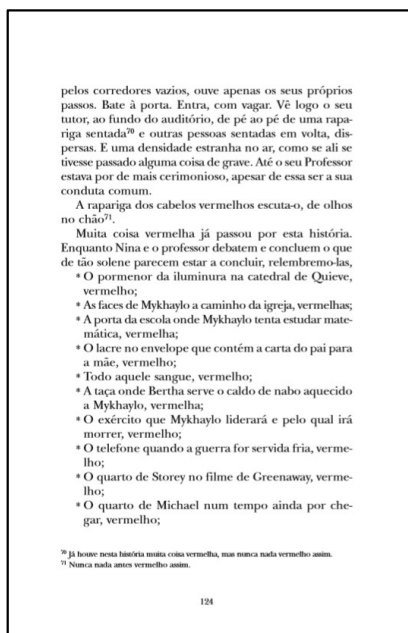 pelos corredores vazios, ouve apenas os seus próprios
passos. Bate à porta. Entra, com vagar. Vê logo o seu
tutor, ao fundo do auditório, de pé ao pé de uma rapa-
riga sentada⁷⁰ e outras pessoas sentadas em volta, dis-
persas. E uma densidade estranha no ar, como se ali se
tivesse passado alguma coisa de grave. Até o seu Professor
estava por de mais cerimonioso, apesar de essa ser a sua
conduta comum.
A rapariga dos cabelos vermelhos escuta-o, de olhos
no chão⁷¹.
Muita coisa vermelha já passou por esta história.
Enquanto Nina e o professor debatem e concluem o que
de tão solene parecem estar a concluir, relembremo-las,
* O pormenor da iluminura na catedral de Quieve,
vermelho;
* As faces de Mykhaylo a caminho da igreja, vermelhas;
* A porta da escola onde Mykhaylo tenta estudar mate-
mática, vermelha;
* O lacre no envelope que contém a carta do pai para
a mãe, vermelho;
* Todo aquele sangue, vermelho;
* A taça onde Bertha serve o caldo de nabo aquecido
a Mykhaylo, vermelha;
* O exército que Mykhaylo liderará e pelo qual irá
morrer, vermelho;
* O telefone quando a guerra for servida fria, verme-
lho;
* O quarto de Storey no filme de Greenaway, verme-
lho;
* O quarto de Michael num tempo ainda por che-
gar, vermelho;
⁷⁰ Já houve nesta história muita coisa vermelha, mas nunca nada vermelho assim.
⁷¹ Nunca nada antes vermelho assim.
124